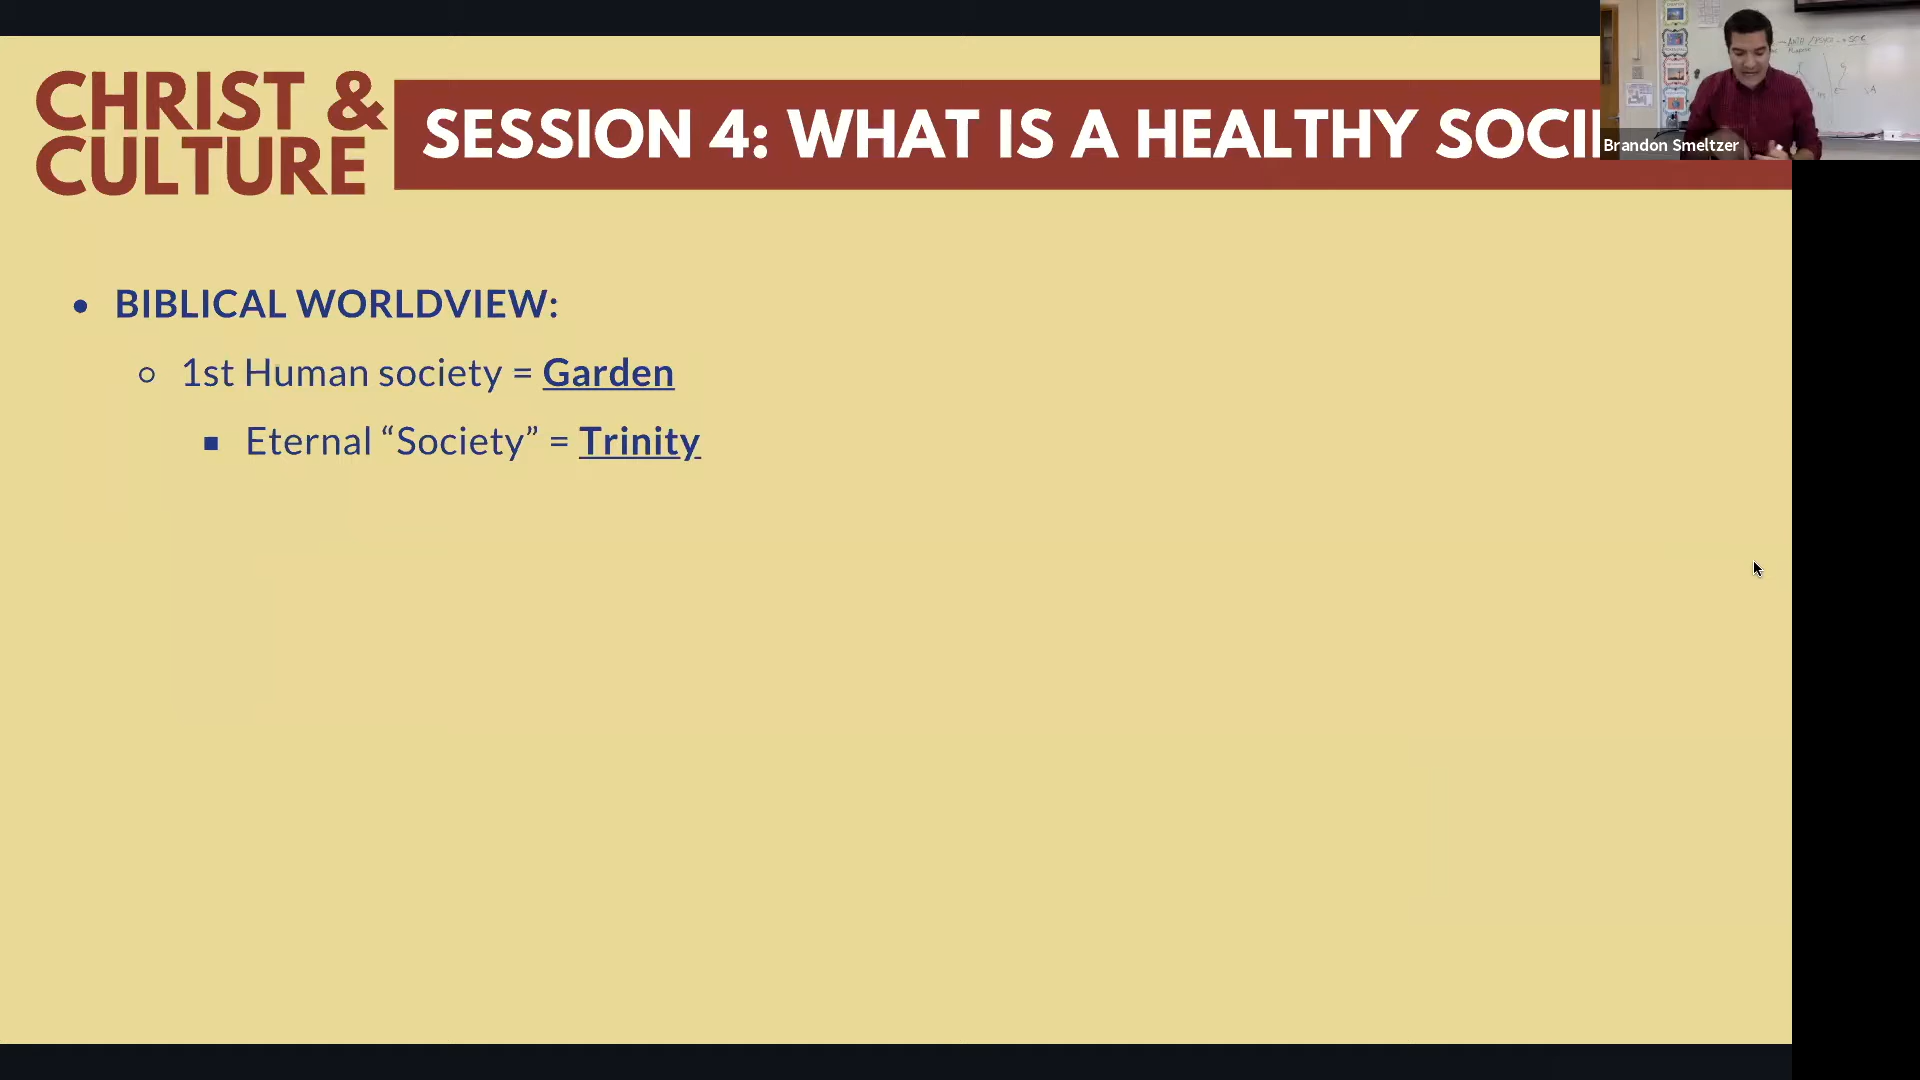 CHRIST &
CULTURE
SESSION 4: WHAT IS A HEALTHY SOCI
Brandon Smeltzer
• BIBLICAL WORLDVIEW:
○ 1st Human society = Garden
■ Eternal “Society” = Trinity